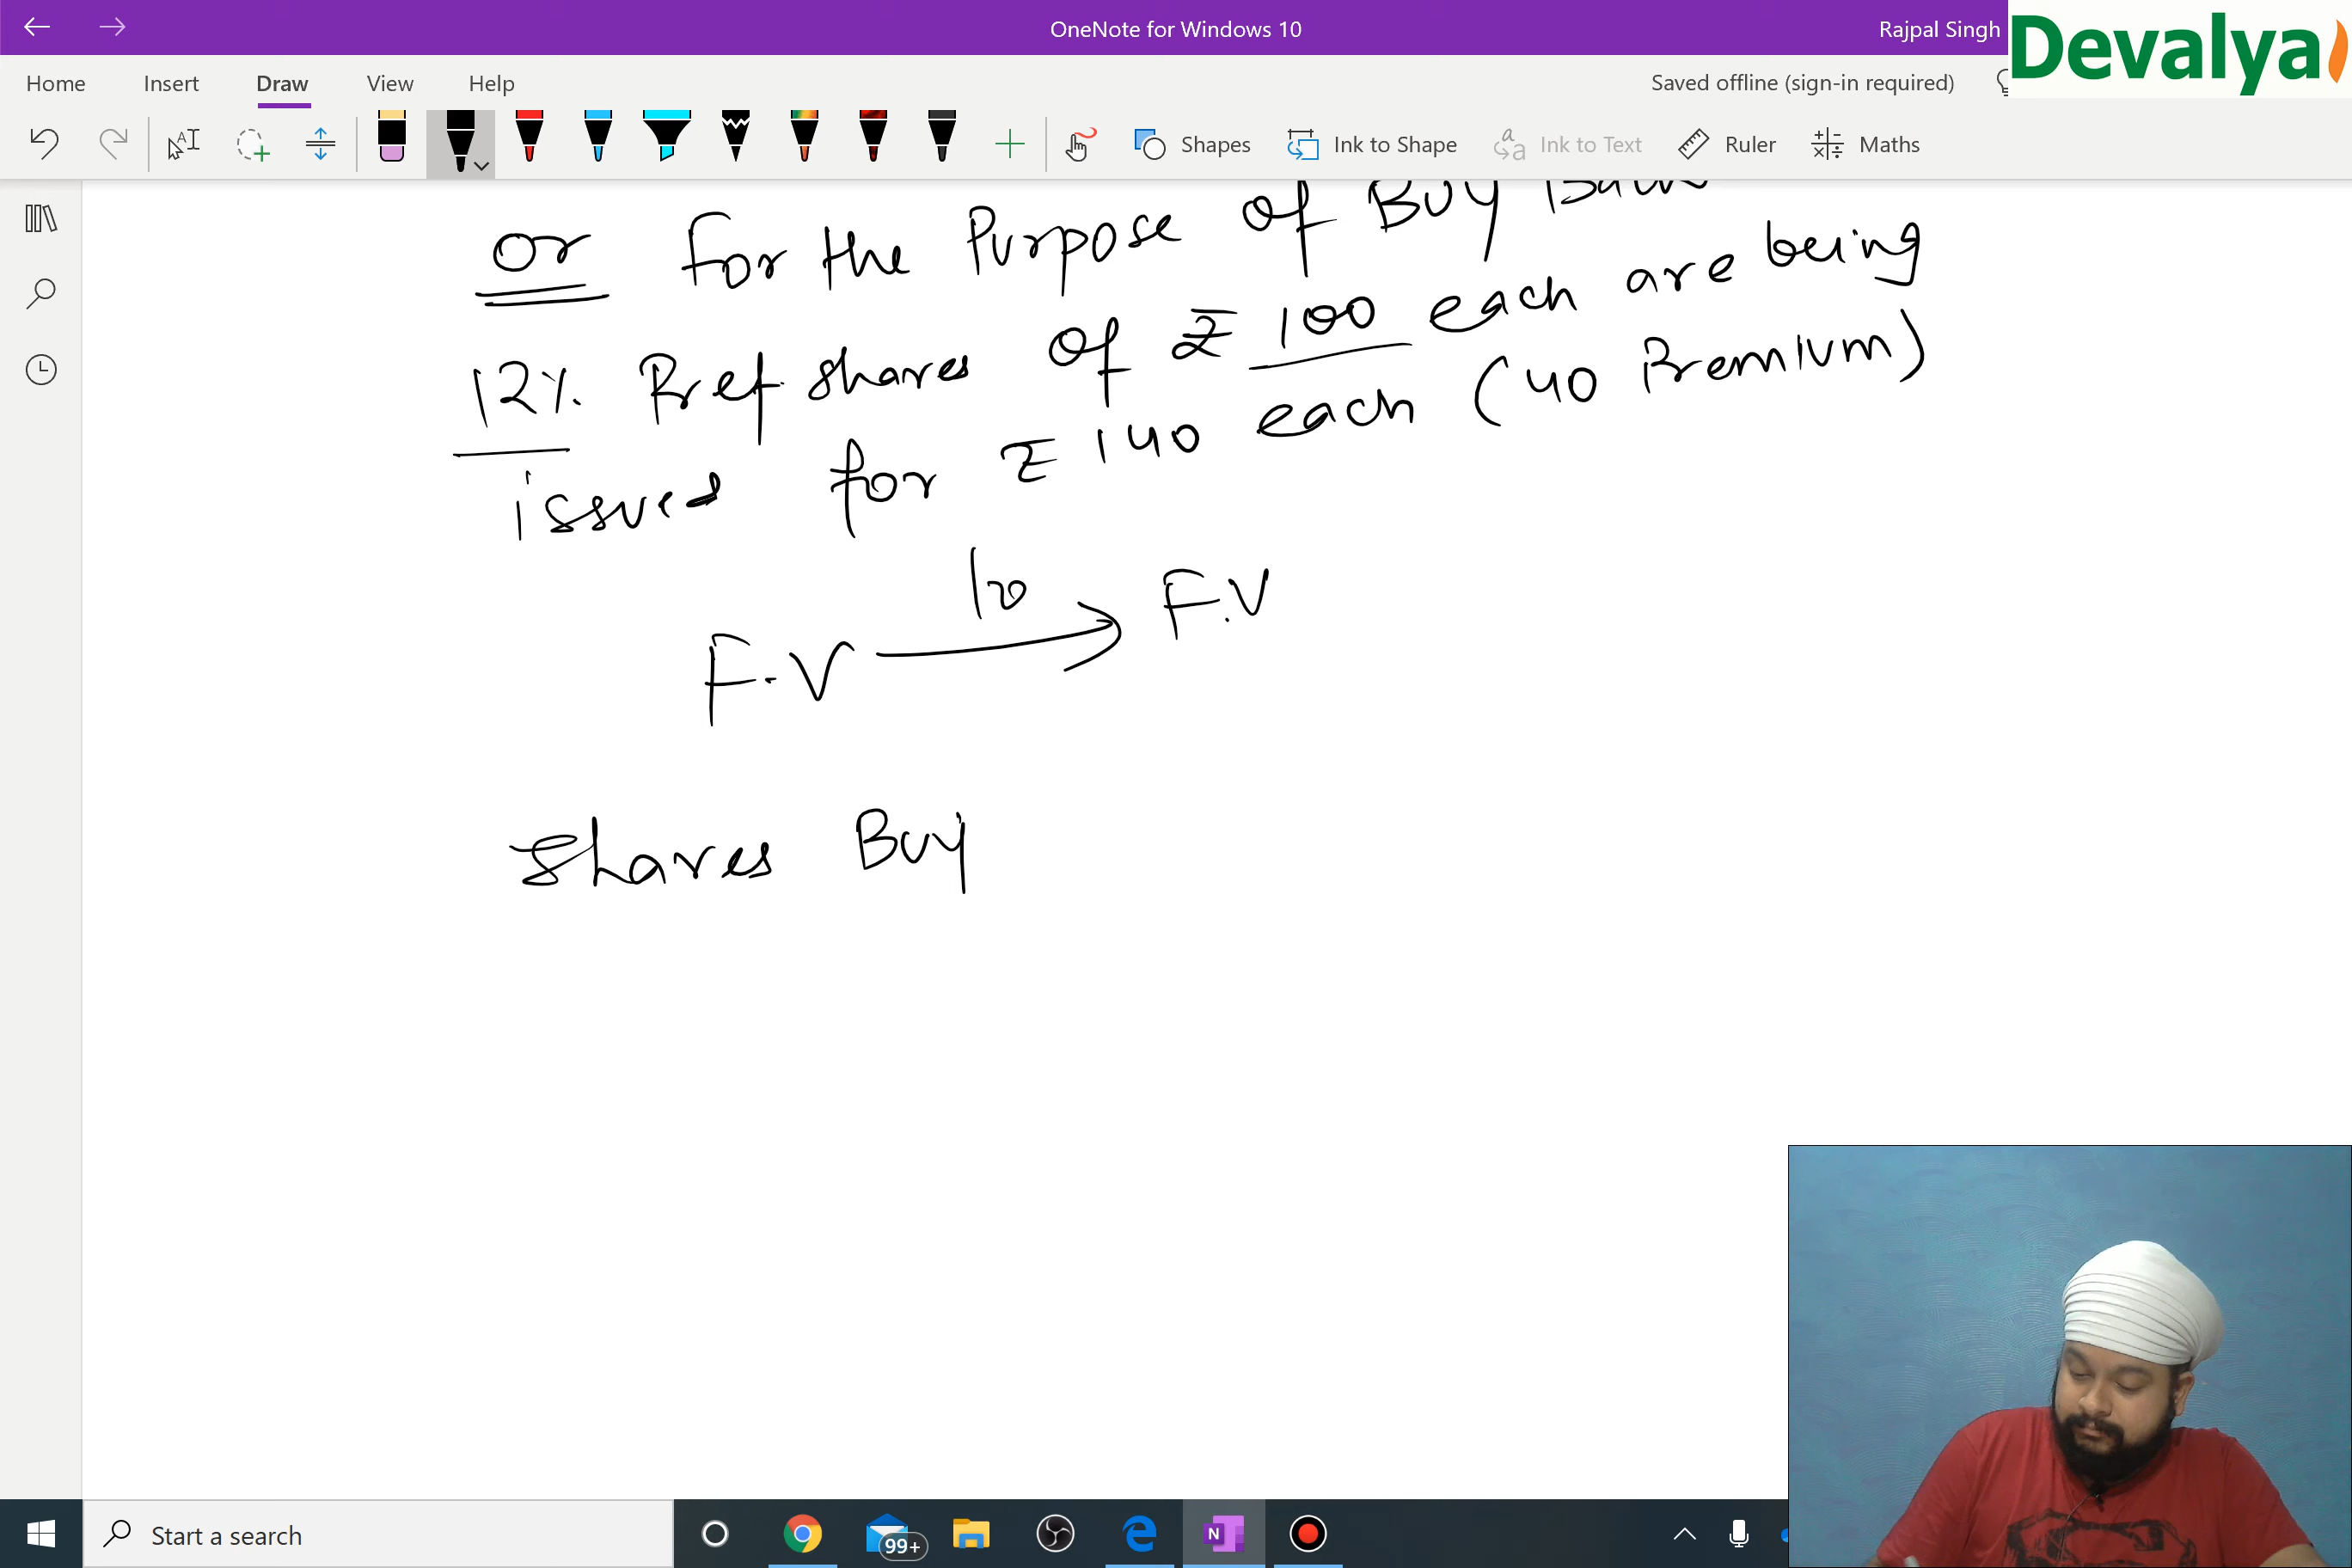 OneNote for Windows 10
Rajpal Singh
Devalya
Home Insert Draw View Help
Saved offline (sign-in required)
Shapes Ink to Shape Ink to Text Ruler Maths
or For the Purpose of Buy Back
12% Pref shares of ₹ 100 each are being
issued for ₹ 140 each (40 Premium)
100
F.V → F.V
Shares Buy
Start a search
99+
N